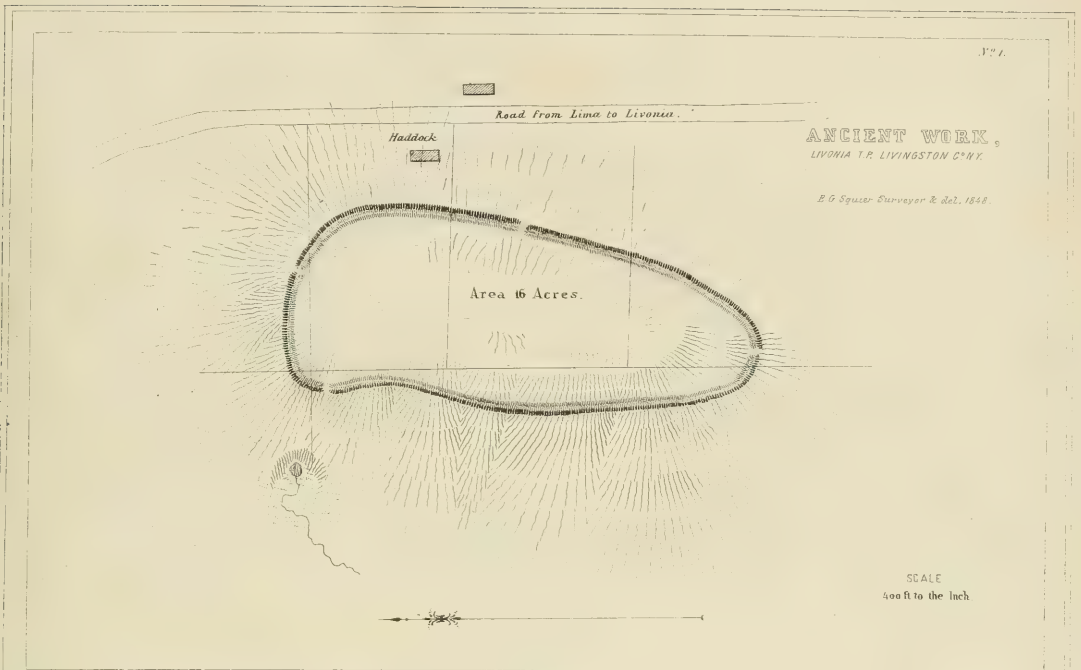 No. 1.
Road from Lima to Livonia.
Haddock
ANCIENT WORK,
LIVONIA T.P. LIVINGSTON Co. N.Y.
E.G. Squier Surveyor & del. 1848.
Area 16 Acres.
SCALE
400 ft to the Inch